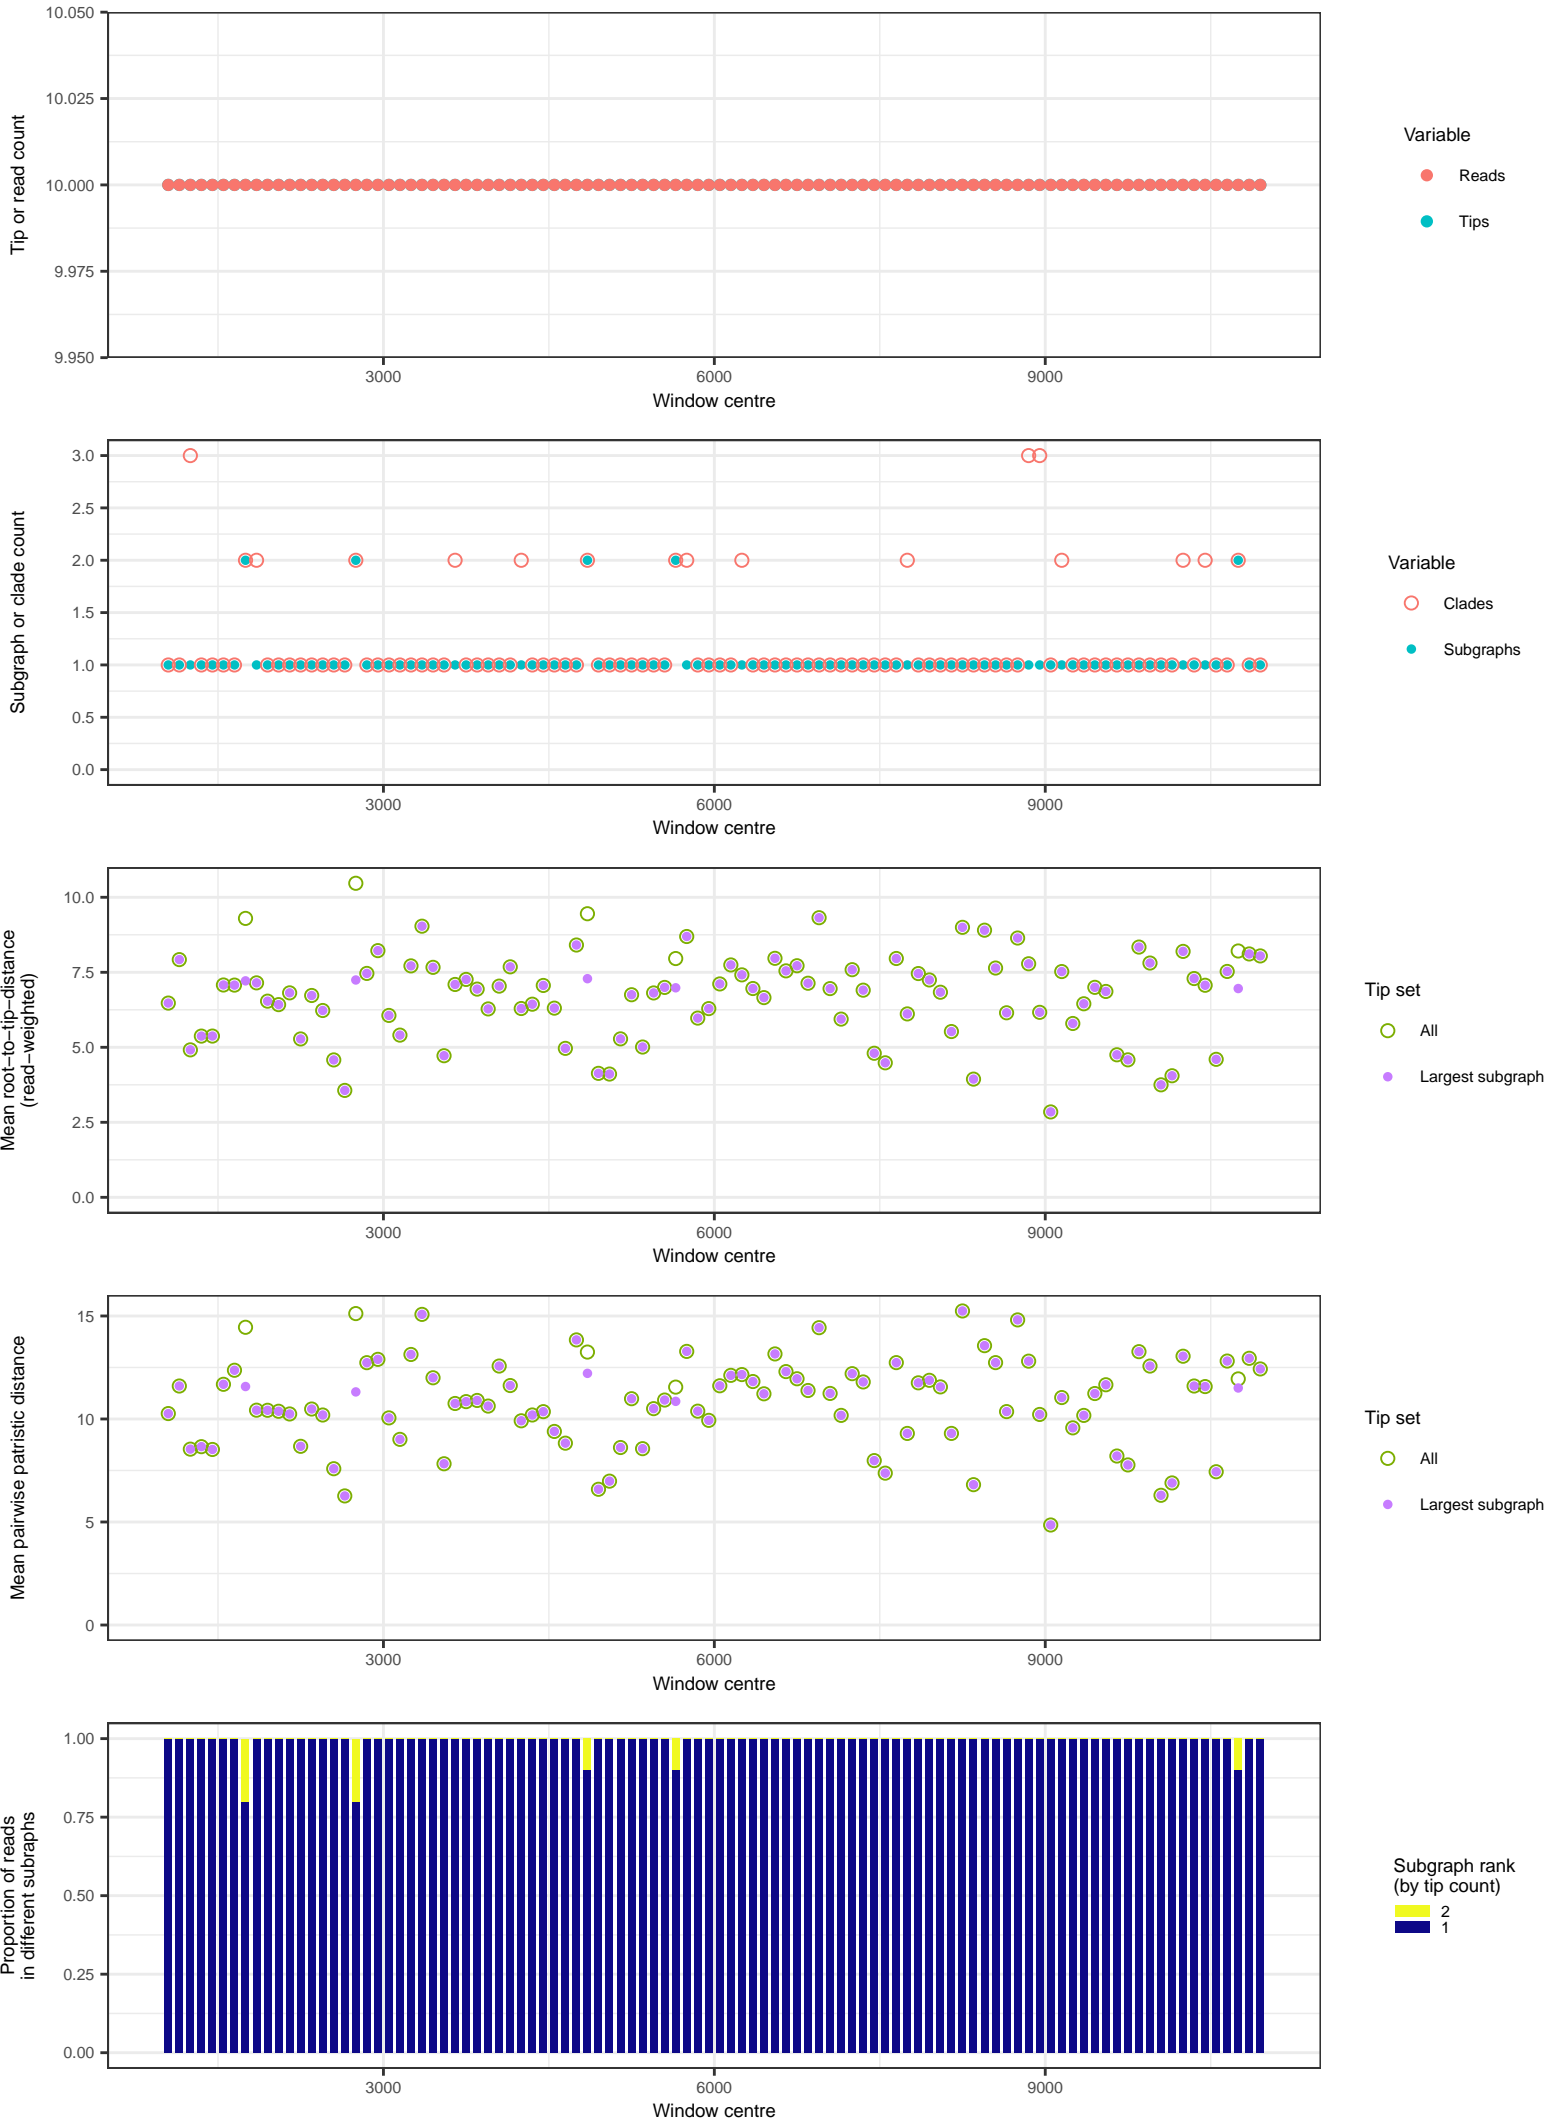 10.050
10.025
10.000
9.975
9.950
Tip or read count
3000 6000 9000
Window centre
Variable
Reads
Tips
3.0
2.5
2.0
1.5
1.0
0.5
0.0
Subgraph or clade count
3000 6000 9000
Window centre
Variable
Clades
Subgraphs
10.0
7.5
5.0
2.5
0.0
Mean root−to−tip−distance
(read−weighted)
3000 6000 9000
Window centre
Tip set
All
Largest subgraph
15
10
5
0
Mean pairwise patristic distance
3000 6000 9000
Window centre
Tip set
All
Largest subgraph
1.00
0.75
0.50
0.25
0.00
Proportion of reads
in different subraphs
3000 6000 9000
Window centre
Subgraph rank
(by tip count)
2
1